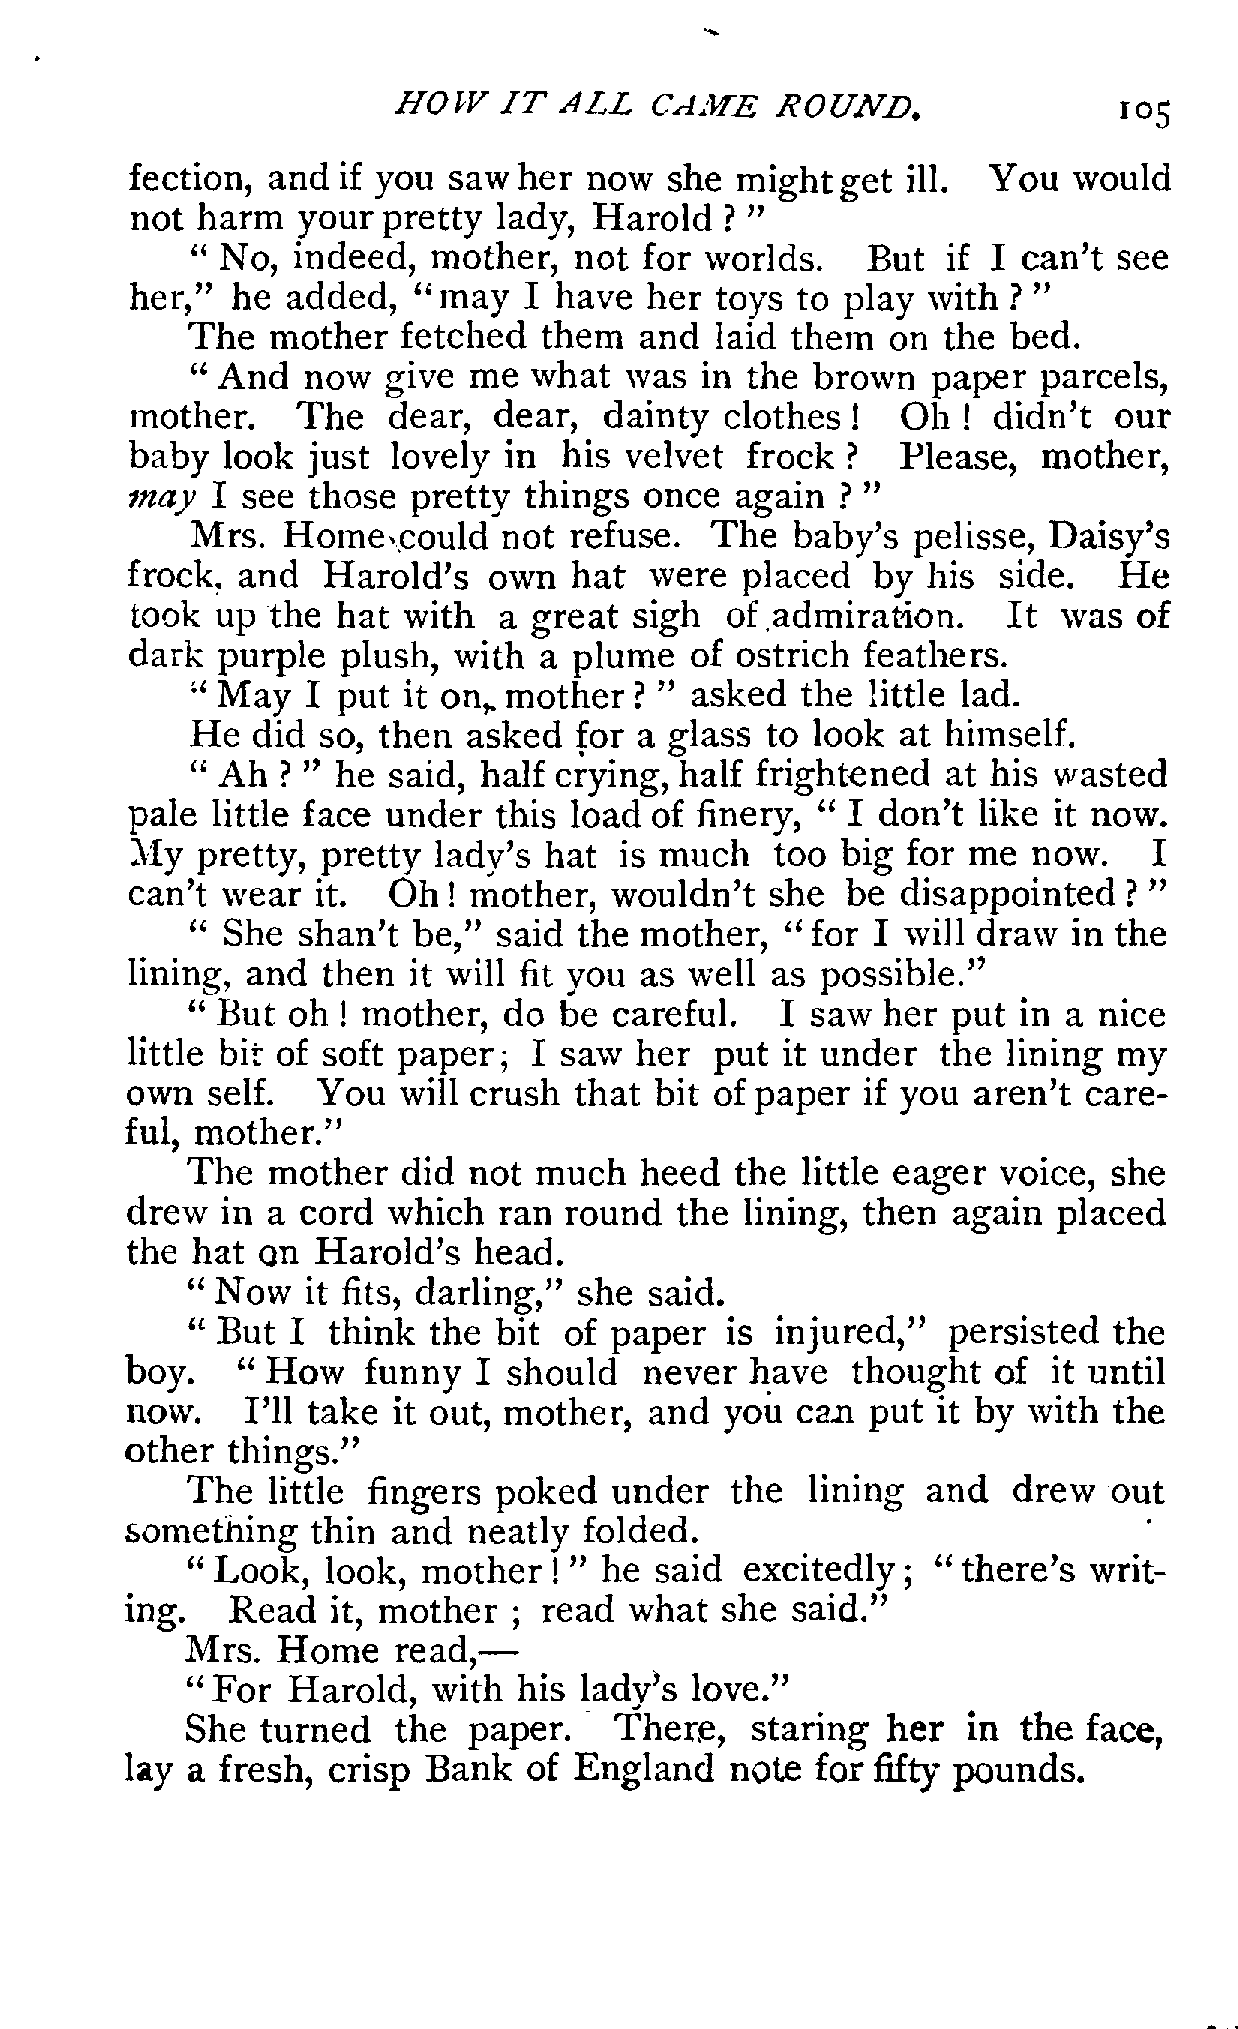 HOW IT ALL CAME ROUND. 105
fection, and if you saw her now she might get ill. You would
not harm your pretty lady, Harold ? "
" No, indeed, mother, not for worlds. But if I can't see
her," he added, "may I have her toys to play with ? "
The mother fetched them and laid them on the bed.
" And now give me what was in the brown paper parcels,
mother. The dear, dear, dainty clothes ! Oh ! didn't our
baby look just lovely in his velvet frock ? Please, mother,
may I see those pretty things once again ? "
Mrs. Home could not refuse. The baby's pelisse, Daisy's
frock, and Harold's own hat were placed by his side. He
took up the hat with a great sigh of admiration. It was of
dark purple plush, with a plume of ostrich feathers.
" May I put it on, mother ? " asked the little lad.
He did so, then asked for a glass to look at himself.
" Ah ? " he said, half crying, half frightened at his wasted
pale little face under this load of finery, " I don't like it now.
My pretty, pretty lady's hat is much too big for me now. I
can't wear it. Oh ! mother, wouldn't she be disappointed ? "
" She shan't be," said the mother, " for I will draw in the
lining, and then it will fit you as well as possible."
" But oh ! mother, do be careful. I saw her put in a nice
little bit of soft paper ; I saw her put it under the lining my
own self. You will crush that bit of paper if you aren't care-
ful, mother."
The mother did not much heed the little eager voice, she
drew in a cord which ran round the lining, then again placed
the hat on Harold's head.
" Now it fits, darling," she said.
" But I think the bit of paper is injured," persisted the
boy. " How funny I should never have thought of it until
now. I'll take it out, mother, and you can put it by with the
other things."
The little fingers poked under the lining and drew out
something thin and neatly folded.
" Look, look, mother ! " he said excitedly ; " there's writ-
ing. Read it, mother ; read what she said."
Mrs. Home read,—
" For Harold, with his lady's love."
She turned the paper. There, staring her in the face,
lay a fresh, crisp Bank of England note for fifty pounds.